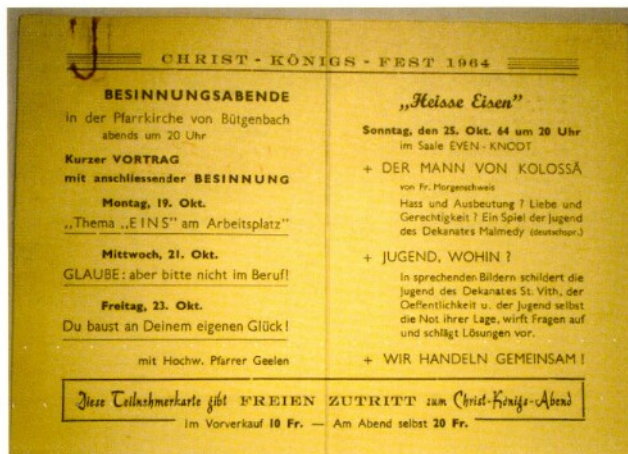 CHRIST - KÖNIGS - FEST 1964
BESINNUNGSABENDE
in der Pfarrkirche von Bütgenbach
abends um 20 Uhr
Kurzer VORTRAG
mit anschliessender BESINNUNG
Montag, 19. Okt.
„Thema „EINS" am Arbeitsplatz"
Mittwoch, 21. Okt.
GLAUBE: aber bitte nicht im Beruf!
Freitag, 23. Okt.
Du baust an Deinem eigenen Glück!
mit Hochw. Pfarrer Geelen
„Heisse Eisen"
Sonntag, den 25. Okt. 64 um 20 Uhr
im Saale EVEN - KNODT
+ DER MANN VON KOLOSSÄ
von Fr. Morgenschweis
Hass und Ausbeutung ? Liebe und
Gerechtigkeit ? Ein Spiel der Jugend
des Dekanates Malmedy (deutschspr.)
+ JUGEND, WOHIN ?
In sprechenden Bildern schildert die
Jugend des Dekanates St. Vith, der
Oeffentlichkeit u. der Jugend selbst
die Not ihrer Lage, wirft Fragen auf
und schlägt Lösungen vor.
+ WIR HANDELN GEMEINSAM !
Diese Teilnehmerkarte gibt FREIEN ZUTRITT zum Christ-Königs-Abend
Im Vorverkauf 10 Fr. — Am Abend selbst 20 Fr.